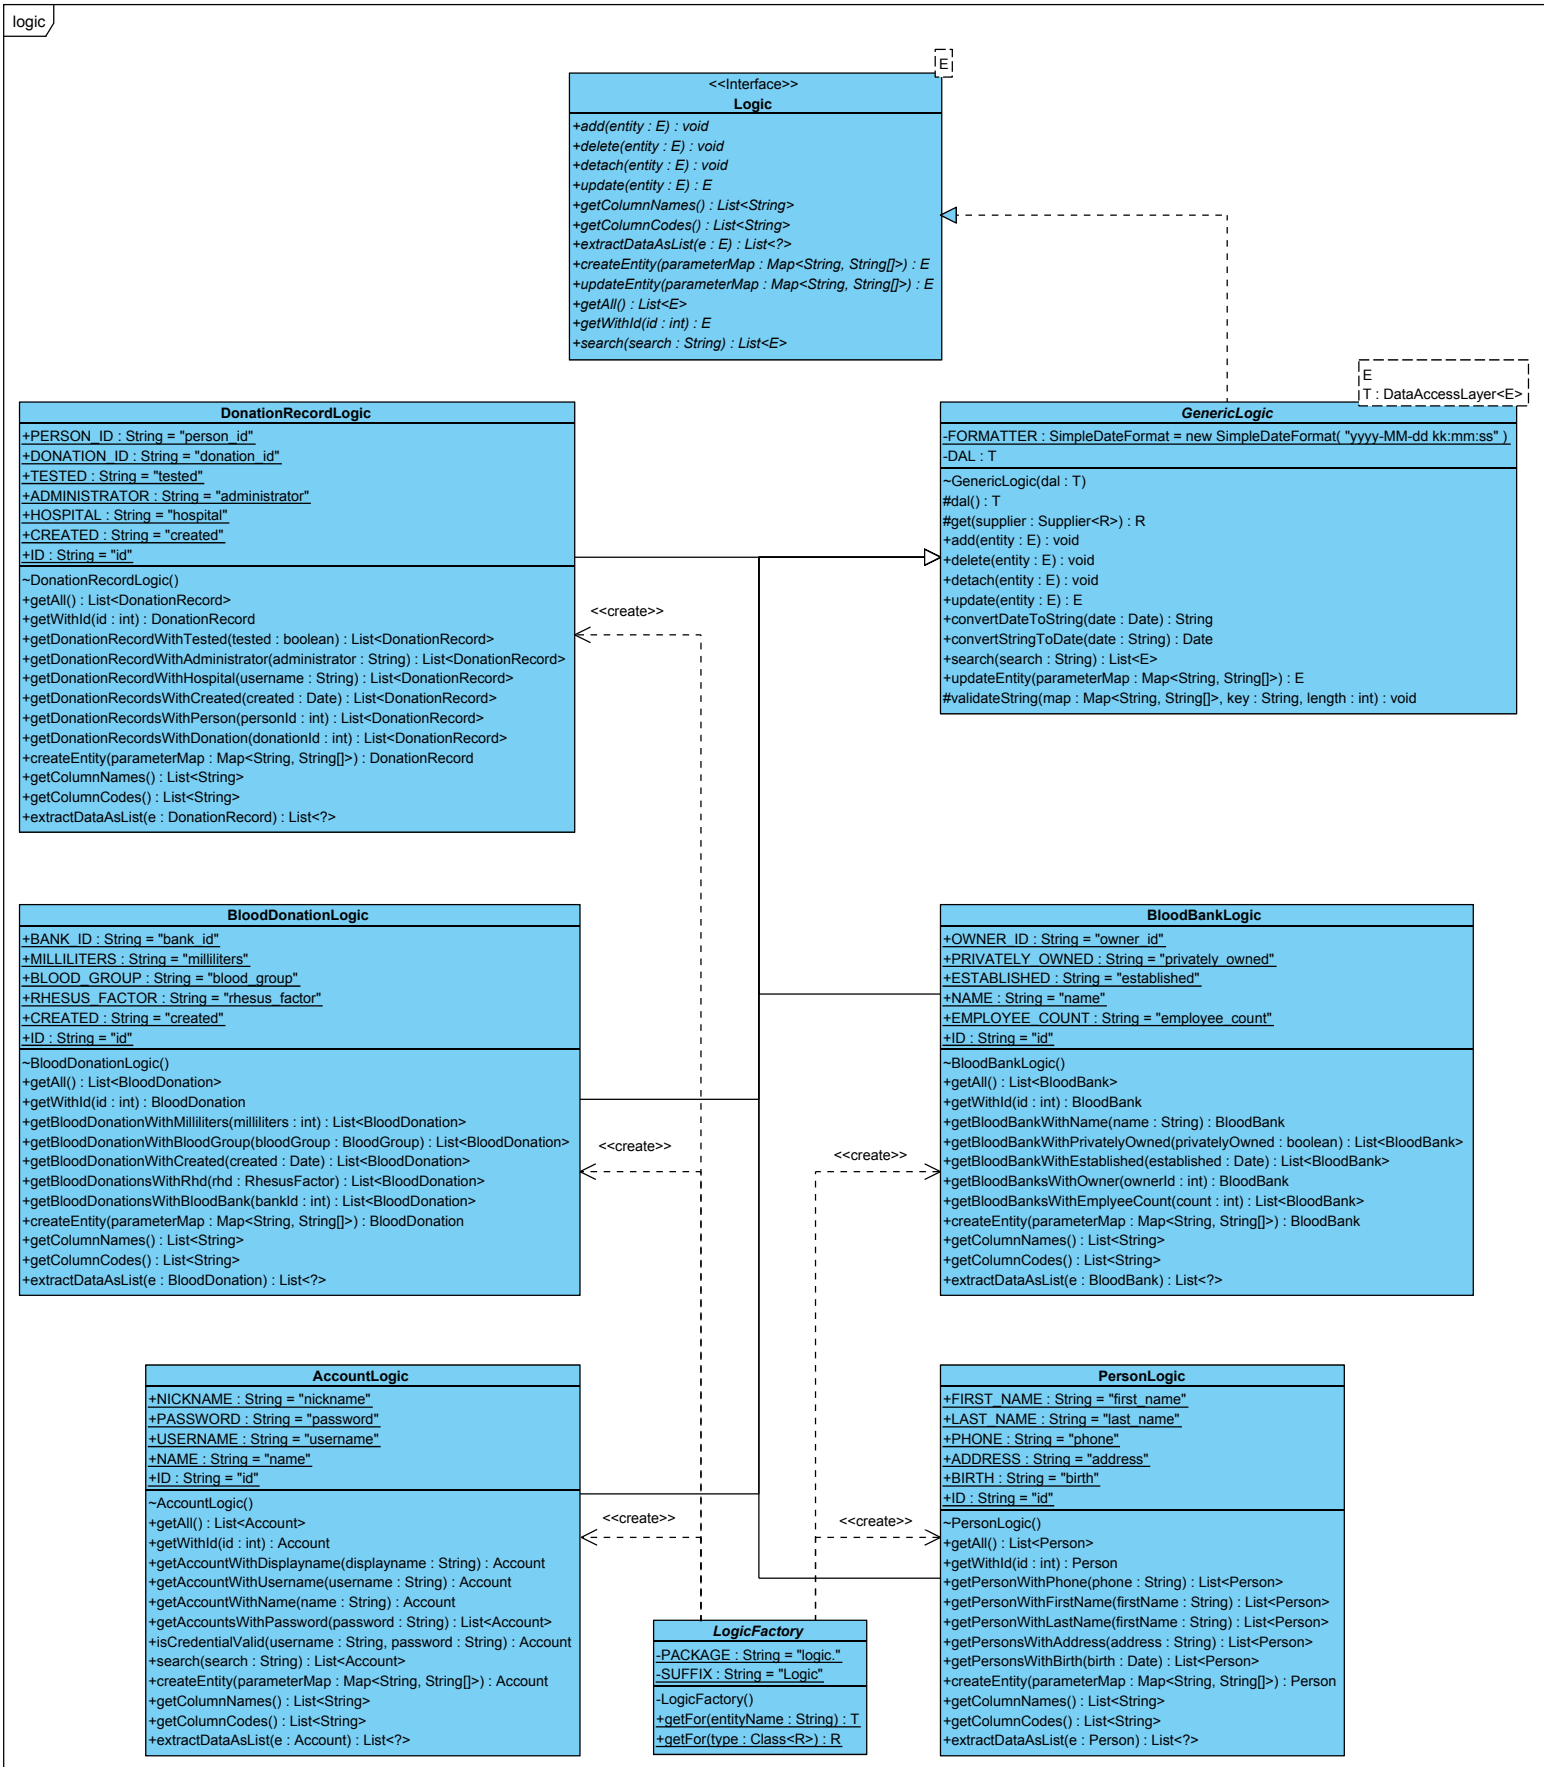 logic
E
<<Interface>>
Logic
+add(entity : E) : void
+delete(entity : E) : void
+detach(entity : E) : void
+update(entity : E) : E
+getColumnNames() : List<String>
+getColumnCodes() : List<String>
+extractDataAsList(e : E) : List<?>
+createEntity(parameterMap : Map<String, String[]>) : E
+updateEntity(parameterMap : Map<String, String[]>) : E
+getAll() : List<E>
+getWithId(id : int) : E
+search(search : String) : List<E>
DonationRecordLogic
+PERSON_ID : String = "person_id"
+DONATION_ID : String = "donation_id"
+TESTED : String = "tested"
+ADMINISTRATOR : String = "administrator"
+HOSPITAL : String = "hospital"
+CREATED : String = "created"
+ID : String = "id"
~DonationRecordLogic()
+getAll() : List<DonationRecord>
+getWithId(id : int) : DonationRecord
+getDonationRecordWithTested(tested : boolean) : List<DonationRecord>
+getDonationRecordWithAdministrator(administrator : String) : List<DonationRecord>
+getDonationRecordWithHospital(username : String) : List<DonationRecord>
+getDonationRecordsWithCreated(created : Date) : List<DonationRecord>
+getDonationRecordsWithPerson(personId : int) : List<DonationRecord>
+getDonationRecordsWithDonation(donationId : int) : List<DonationRecord>
+createEntity(parameterMap : Map<String, String[]>) : DonationRecord
+getColumnNames() : List<String>
+getColumnCodes() : List<String>
+extractDataAsList(e : DonationRecord) : List<?>
<<create>>
E
T : DataAccessLayer<E>
GenericLogic
-FORMATTER : SimpleDateFormat = new SimpleDateFormat( "yyyy-MM-dd kk:mm:ss" )
-DAL : T
~GenericLogic(dal : T)
#dal() : T
#get(supplier : Supplier<R>) : R
+add(entity : E) : void
+delete(entity : E) : void
+detach(entity : E) : void
+update(entity : E) : E
+convertDateToString(date : Date) : String
+convertStringToDate(date : String) : Date
+search(search : String) : List<E>
+updateEntity(parameterMap : Map<String, String[]>) : E
#validateString(map : Map<String, String[]>, key : String, length : int) : void
BloodDonationLogic
+BANK_ID : String = "bank_id"
+MILLILITERS : String = "milliliters"
+BLOOD_GROUP : String = "blood_group"
+RHESUS_FACTOR : String = "rhesus_factor"
+CREATED : String = "created"
+ID : String = "id"
~BloodDonationLogic()
+getAll() : List<BloodDonation>
+getWithId(id : int) : BloodDonation
+getBloodDonationWithMilliliters(milliliters : int) : List<BloodDonation>
+getBloodDonationWithBloodGroup(bloodGroup : BloodGroup) : List<BloodDonation>
+getBloodDonationWithCreated(created : Date) : List<BloodDonation>
+getBloodDonationsWithRhd(rhd : RhesusFactor) : List<BloodDonation>
+getBloodDonationsWithBloodBank(bankId : int) : List<BloodDonation>
+createEntity(parameterMap : Map<String, String[]>) : BloodDonation
+getColumnNames() : List<String>
+getColumnCodes() : List<String>
+extractDataAsList(e : BloodDonation) : List<?>
<<create>>
<<create>>
BloodBankLogic
+OWNER_ID : String = "owner_id"
+PRIVATELY_OWNED : String = "privately_owned"
+ESTABLISHED : String = "established"
+NAME : String = "name"
+EMPLOYEE_COUNT : String = "employee_count"
+ID : String = "id"
~BloodBankLogic()
+getAll() : List<BloodBank>
+getWithId(id : int) : BloodBank
+getBloodBankWithName(name : String) : BloodBank
+getBloodBankWithPrivatelyOwned(privatelyOwned : boolean) : List<BloodBank>
+getBloodBankWithEstablished(established : Date) : List<BloodBank>
+getBloodBanksWithOwner(ownerId : int) : BloodBank
+getBloodBanksWithEmplyeeCount(count : int) : List<BloodBank>
+createEntity(parameterMap : Map<String, String[]>) : BloodBank
+getColumnNames() : List<String>
+getColumnCodes() : List<String>
+extractDataAsList(e : BloodBank) : List<?>
AccountLogic
+NICKNAME : String = "nickname"
+PASSWORD : String = "password"
+USERNAME : String = "username"
+NAME : String = "name"
+ID : String = "id"
~AccountLogic()
+getAll() : List<Account>
+getWithId(id : int) : Account
+getAccountWithDisplayname(displayname : String) : Account
+getAccountWithUsername(username : String) : Account
+getAccountWithName(name : String) : Account
+getAccountsWithPassword(password : String) : List<Account>
+isCredentialValid(username : String, password : String) : Account
+search(search : String) : List<Account>
+createEntity(parameterMap : Map<String, String[]>) : Account
+getColumnNames() : List<String>
+getColumnCodes() : List<String>
+extractDataAsList(e : Account) : List<?>
<<create>>
<<create>>
LogicFactory
-PACKAGE : String = "logic."
-SUFFIX : String = "Logic"
-LogicFactory()
+getFor(entityName : String) : T
+getFor(type : Class<R>) : R
PersonLogic
+FIRST_NAME : String = "first_name"
+LAST_NAME : String = "last_name"
+PHONE : String = "phone"
+ADDRESS : String = "address"
+BIRTH : String = "birth"
+ID : String = "id"
~PersonLogic()
+getAll() : List<Person>
+getWithId(id : int) : Person
+getPersonWithPhone(phone : String) : List<Person>
+getPersonWithFirstName(firstName : String) : List<Person>
+getPersonWithLastName(firstName : String) : List<Person>
+getPersonsWithAddress(address : String) : List<Person>
+getPersonsWithBirth(birth : Date) : List<Person>
+createEntity(parameterMap : Map<String, String[]>) : Person
+getColumnNames() : List<String>
+getColumnCodes() : List<String>
+extractDataAsList(e : Person) : List<?>